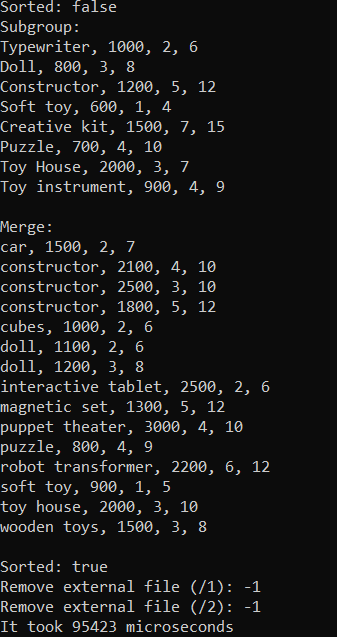 Sorted: false
Subgroup:
Typewriter, 1000, 2, 6
Doll, 800, 3, 8
Constructor, 1200, 5, 12
Soft toy, 600, 1, 4
Creative kit, 1500, 7, 15
Puzzle, 700, 4, 10
Toy House, 2000, 3, 7
Toy instrument, 900, 4, 9
Merge:
car, 1500, 2, 7
constructor, 2100, 4, 10
constructor, 2500, 3, 10
constructor, 1800, 5, 12
cubes, 1000, 2, 6
doll, 1100, 2, 6
doll, 1200, 3, 8
interactive tablet, 2500, 2, 6
magnetic set, 1300, 5, 12
puppet theater, 3000, 4, 10
puzzle, 800, 4, 9
robot transformer, 2200, 6, 12
soft toy, 900, 1, 5
toy house, 2000, 3, 10
wooden toys, 1500, 3, 8
Sorted: true
Remove external file (/1): -1
Remove external file (/2): -1
It took 95423 microseconds